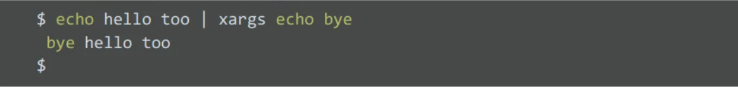 $ echo hello too | xargs echo bye
bye hello too
$